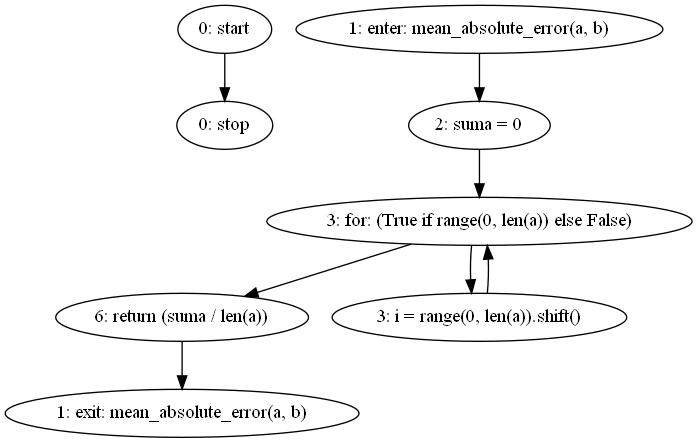 0: start
1: enter: mean_absolute_error(a, b)
0: stop
2: suma = 0
3: for: (True if range(0, len(a)) else False)
6: return (suma / len(a))
3: i = range(0, len(a)).shift()
1: exit: mean_absolute_error(a, b)